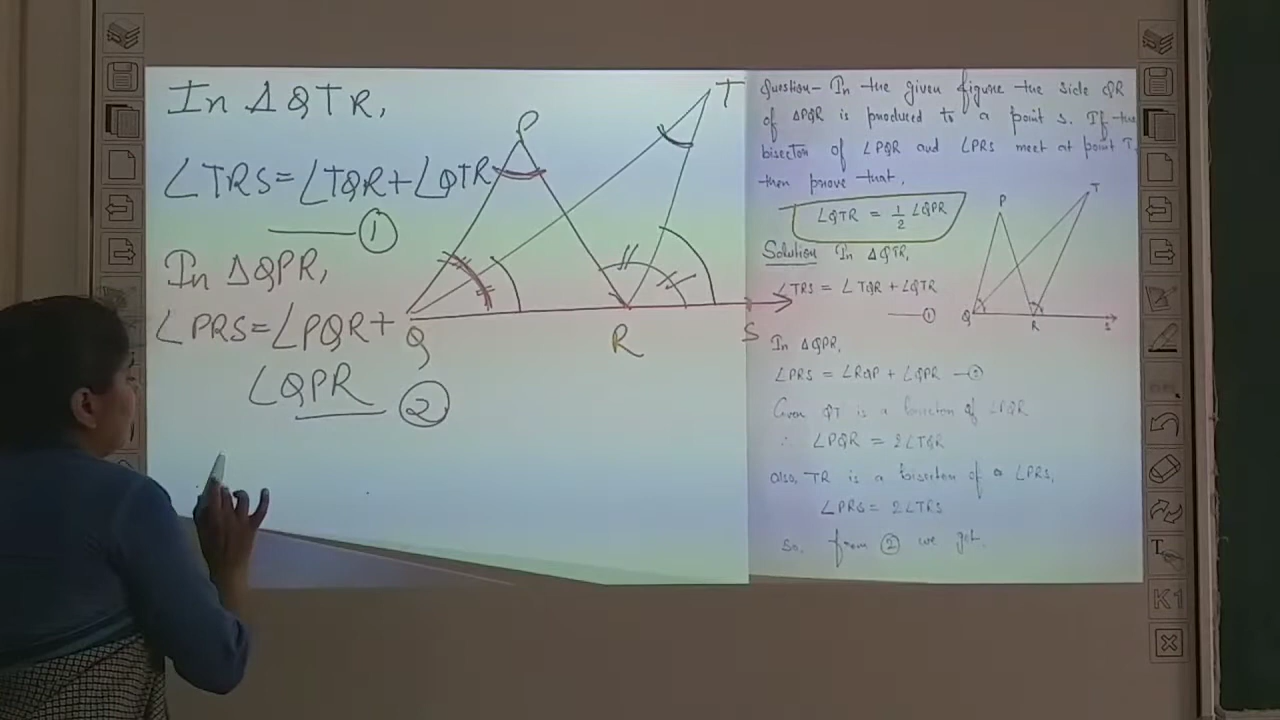 In ΔQTR,
∠TRS=∠TQR+∠QTR
①
In ΔQPR,
∠PRS=∠PQR+
∠QPR ②
P
T
Q
R
S
Question- In the given figure the side QR
of ΔPQR is produced to a point S. If the
bisector of ∠PQR and ∠PRS meet at point T,
then prove that,
∠QTR = 1/2 ∠QPR
Solution In ΔQTR,
∠TRS = ∠TQR + ∠QTR
—①
In ΔQPR,
∠PRS = ∠RQP + ∠QPR —②
Given QT is a bisector of ∠PQR
∴ ∠PQR = 2∠TQR
also, TR is a bisector of ∠PRS,
∠PRS = 2∠TRS
So, from ② we get,
P
T
Q
R
S
T
K1